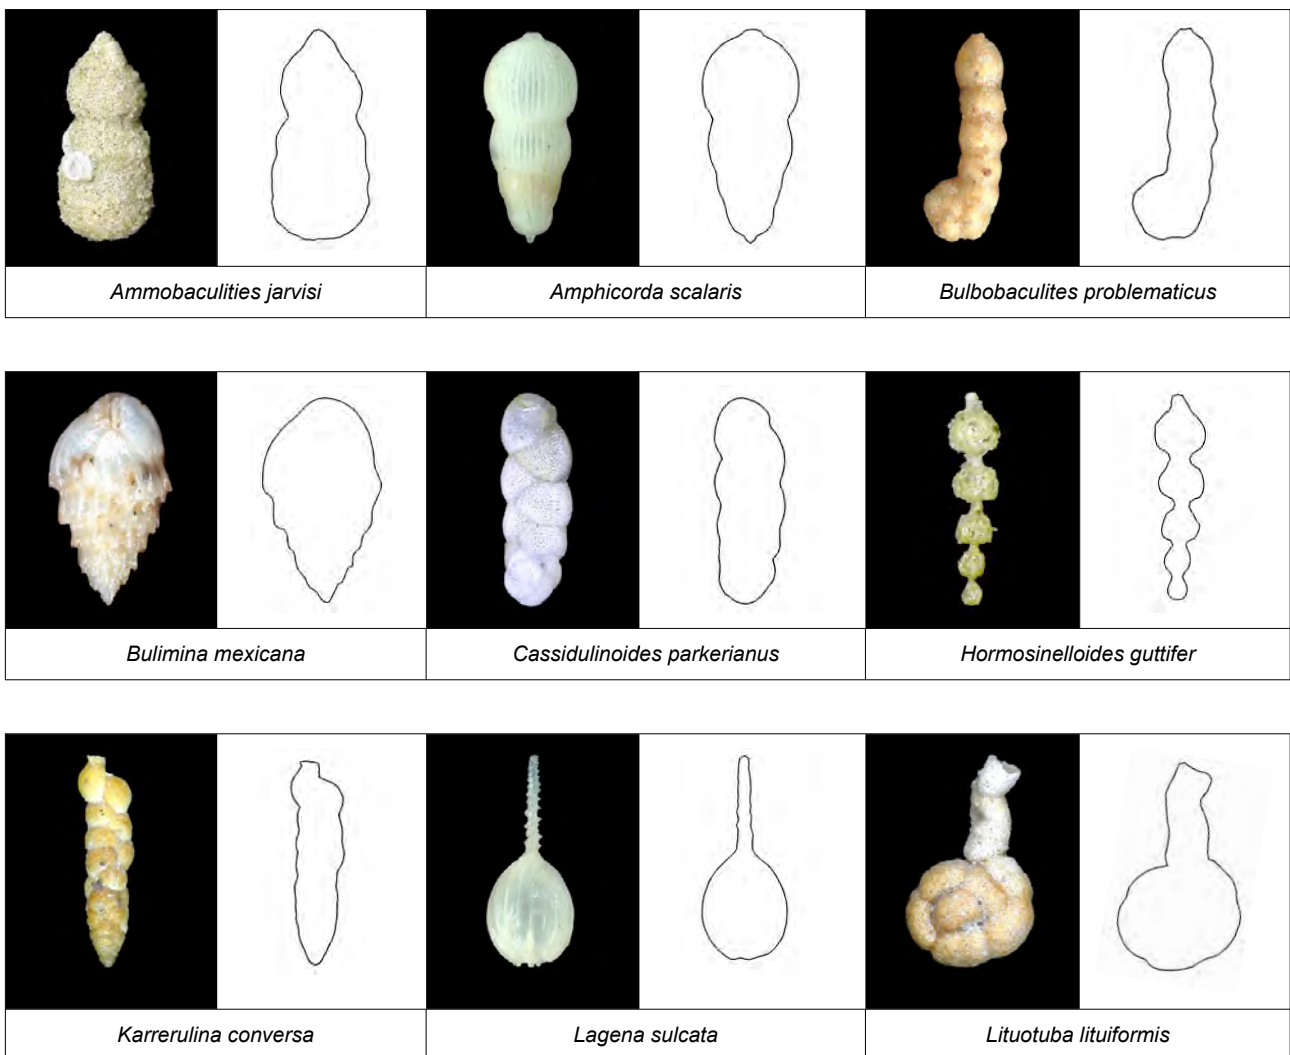 Ammobaculities jarvisi
Amphicorda scalaris
Bulbobaculites problematicus
Bulimina mexicana
Cassidulinoides parkerianus
Hormosinelloides guttifer
Karrerulina conversa
Lagena sulcata
Lituotuba lituiformis